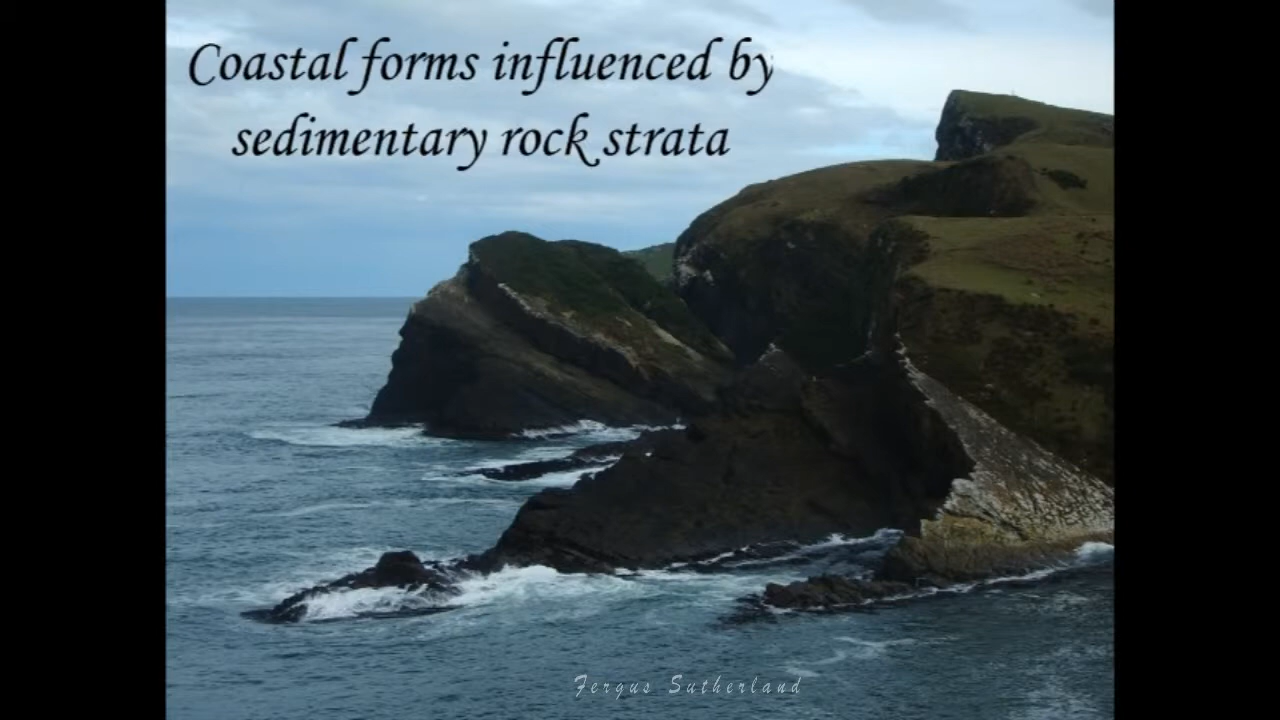 Coastal forms influenced by
sedimentary rock strata
Fergus Sutherland